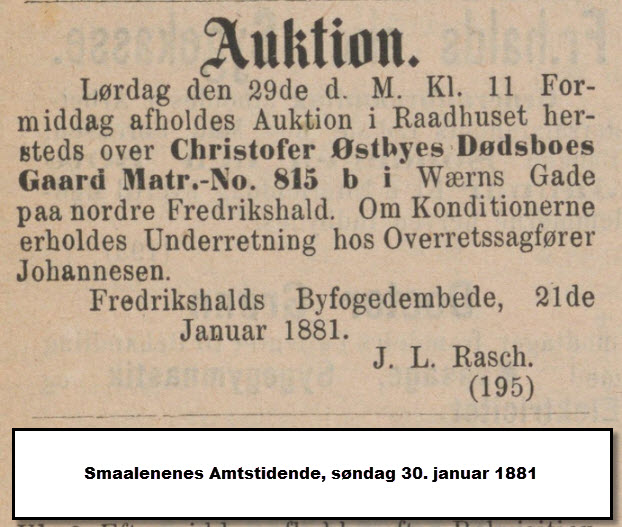 Auktion.
Lørdag den 29de d. M. Kl. 11 For-
middag afholdes Auktion i Raadhuset her-
steds over Christofer Østbyes Dødsboes
Gaard Matr.-No. 815 b i Wærns Gade
paa nordre Fredrikshald. Om Konditionerne
erholdes Underretning hos Overretssagfører
Johannesen.
Fredrikshalds Byfogedembede, 21de
Januar 1881.
J. L. Rasch.
(195)
Smaalenenes Amtstidende, søndag 30. januar 1881